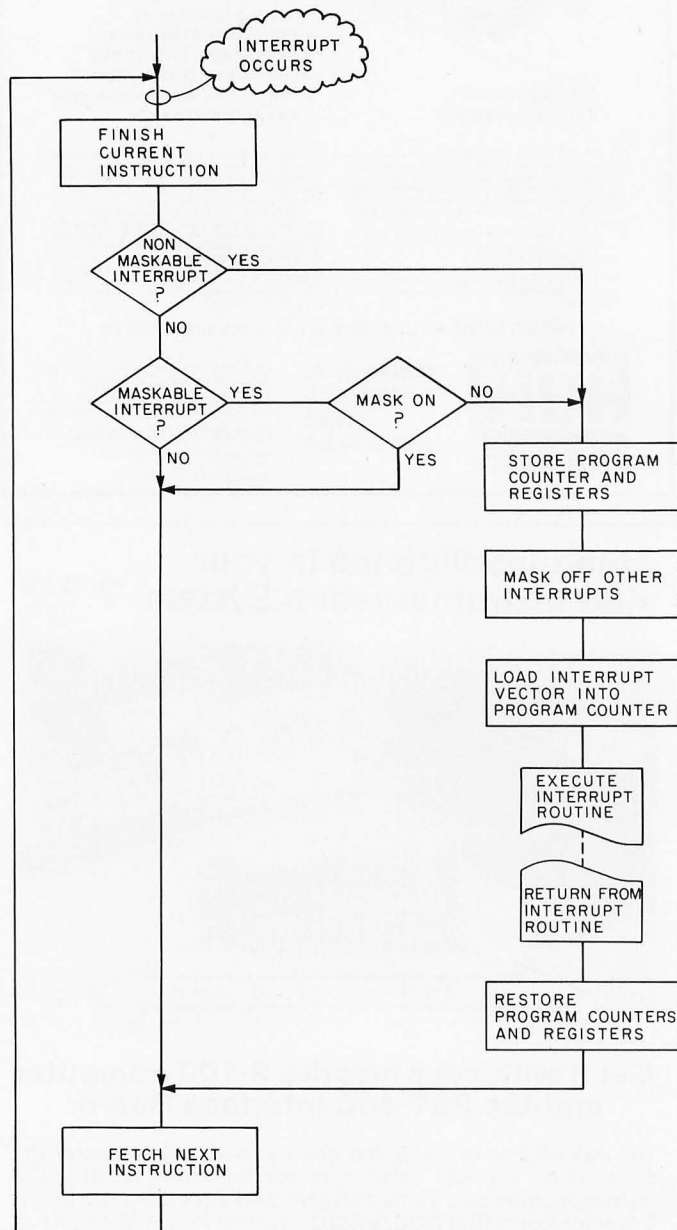 INTERRUPT
OCCURS
FINISH
CURRENT
INSTRUCTION
NON
MASKABLE
INTERRUPT
?
YES
NO
MASKABLE
INTERRUPT
?
YES
MASK ON
?
NO
NO
YES
STORE PROGRAM
COUNTER AND
REGISTERS
MASK OFF OTHER
INTERRUPTS
LOAD INTERRUPT
VECTOR INTO
PROGRAM COUNTER
EXECUTE
INTERRUPT
ROUTINE
RETURN FROM
INTERRUPT
ROUTINE
RESTORE
PROGRAM COUNTERS
AND REGISTERS
FETCH NEXT
INSTRUCTION